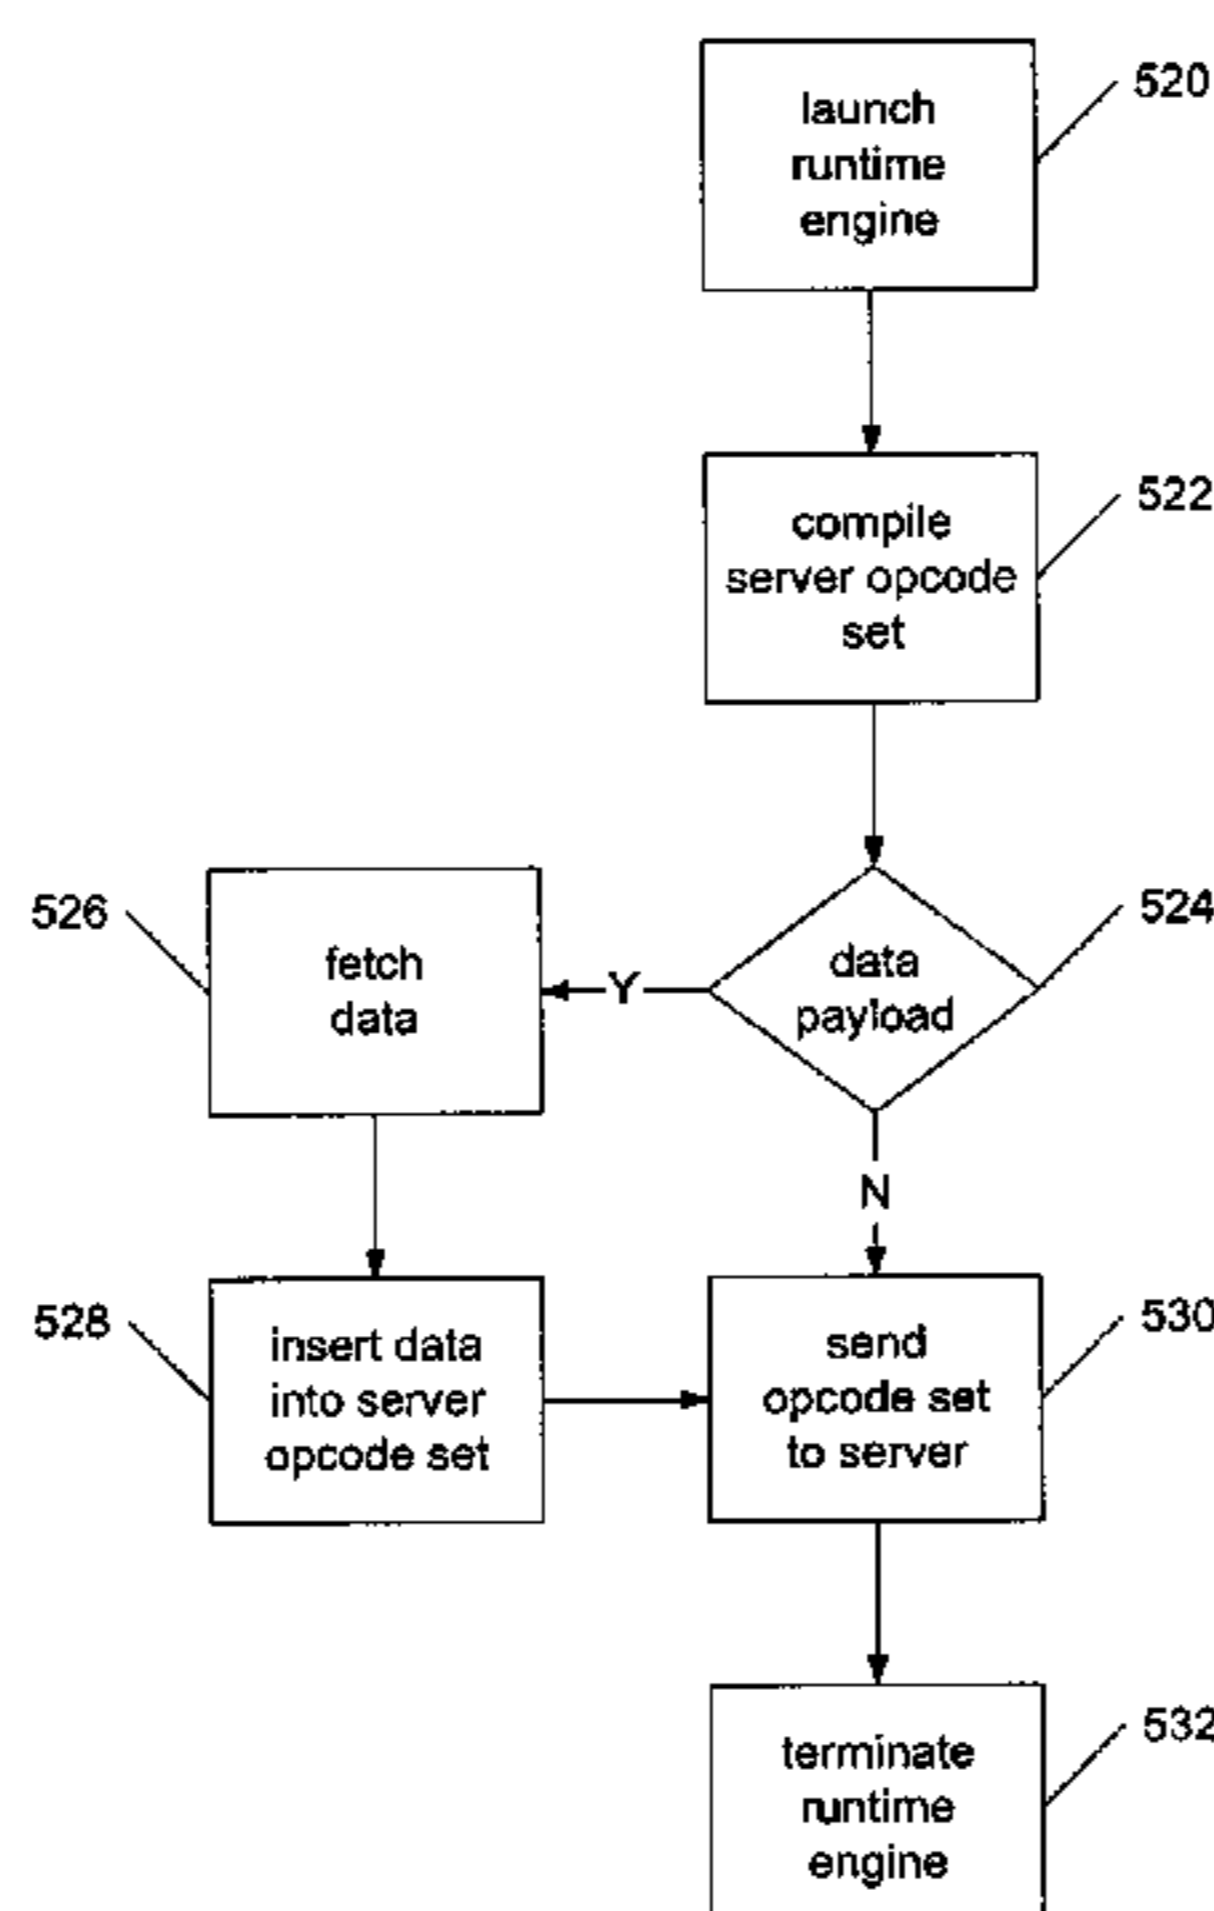 launch
runtime
engine
520
compile
server opcode
set
522
526
fetch
data
Y
data
payload
524
N
528
insert data
into server
opcode set
send
opcode set
to server
530
terminate
runtime
engine
532